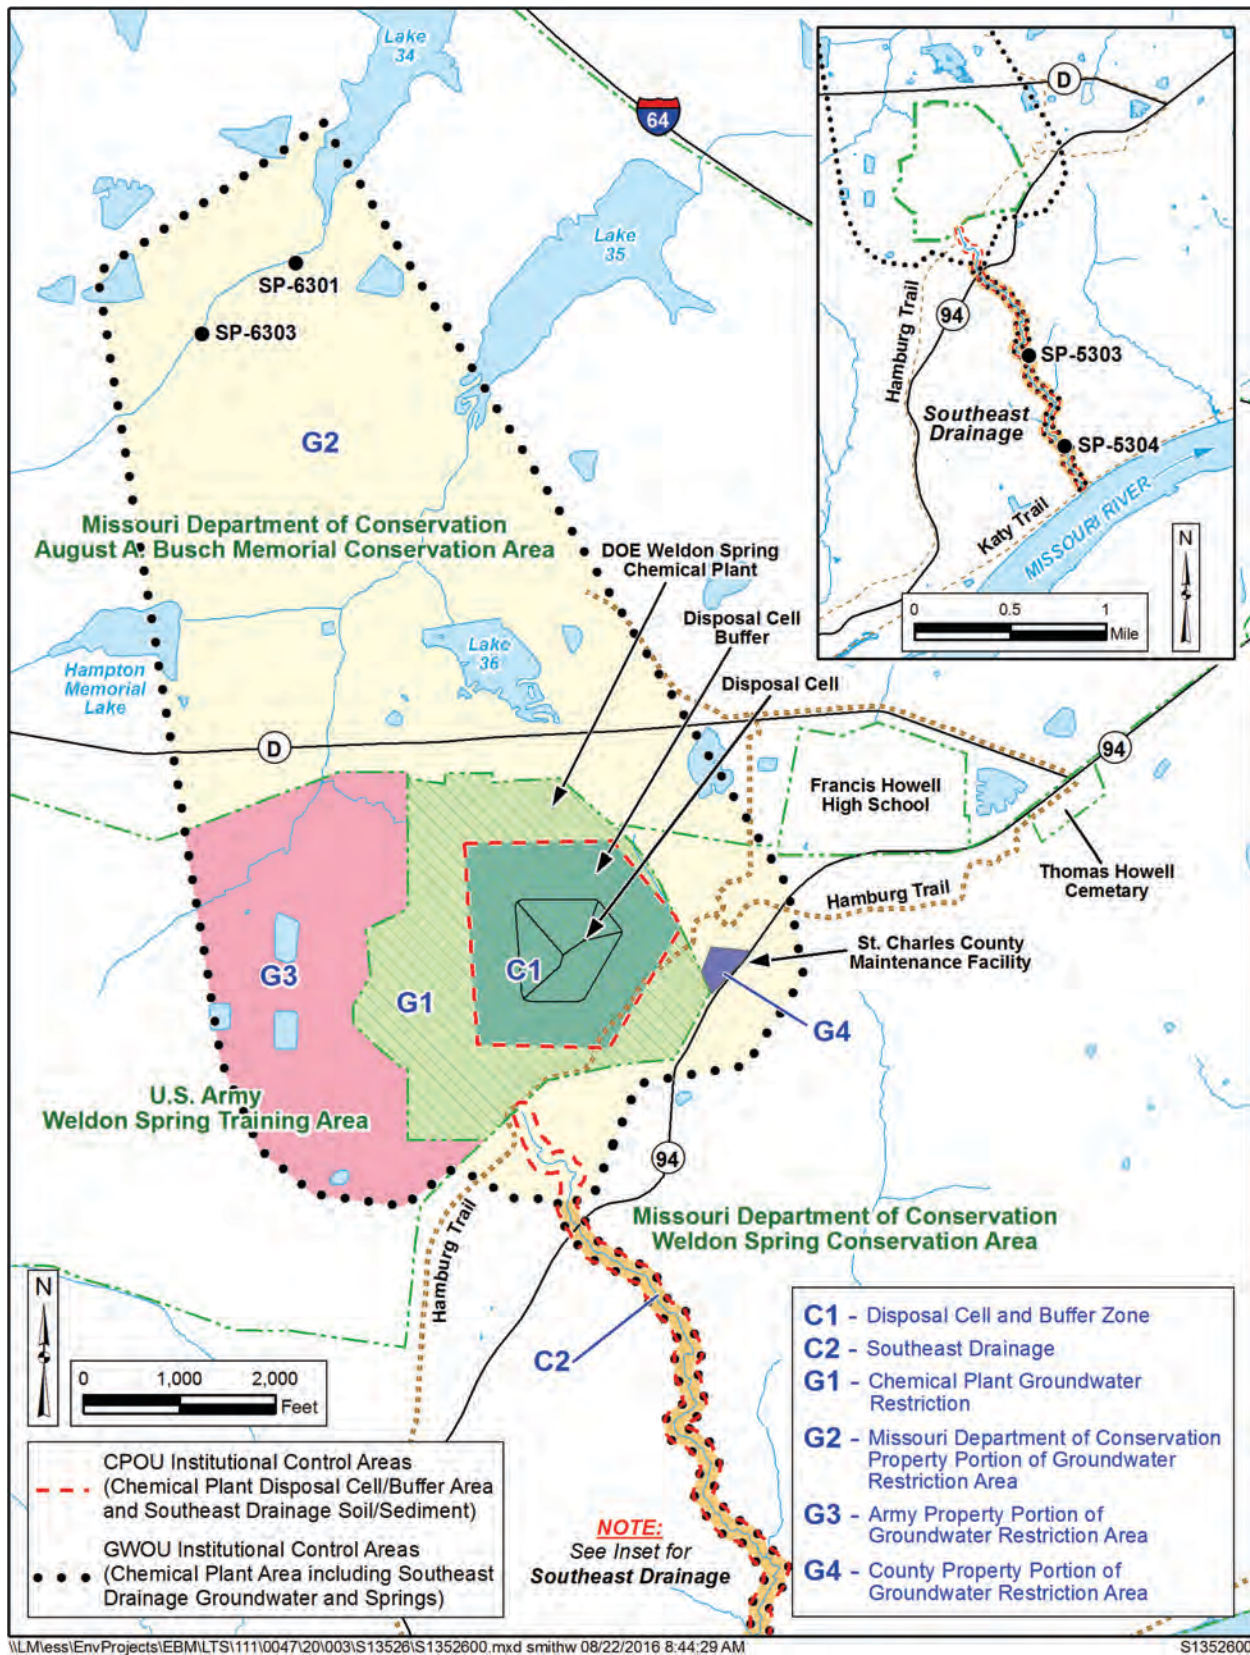 Lake
34
64
Lake
35
SP-6301
SP-6303
G2
Missouri Department of Conservation
August A. Busch Memorial Conservation Area
DOE Weldon Spring
Chemical Plant
Disposal Cell
Buffer
Disposal Cell
Hampton
Memorial
Lake
Lake
36
D
94
Francis Howell
High School
Thomas Howell
Cemetary
Hamburg Trail
St. Charles County
Maintenance Facility
G3
G1
C1
G4
U.S. Army
Weldon Spring Training Area
94
Hamburg Trail
Missouri Department of Conservation
Weldon Spring Conservation Area
C2
D
94
Hamburg Trail
SP-5303
Southeast
Drainage
SP-5304
Katy Trail
MISSOURI RIVER
N
0 0.5 1
Mile
N
0 1,000 2,000
Feet
CPOU Institutional Control Areas
(Chemical Plant Disposal Cell/Buffer Area
and Southeast Drainage Soil/Sediment)
GWOU Institutional Control Areas
(Chemical Plant Area including Southeast
Drainage Groundwater and Springs)
NOTE:
See Inset for
Southeast Drainage
C1 - Disposal Cell and Buffer Zone
C2 - Southeast Drainage
G1 - Chemical Plant Groundwater
Restriction
G2 - Missouri Department of Conservation
Property Portion of Groundwater
Restriction Area
G3 - Army Property Portion of
Groundwater Restriction Area
G4 - County Property Portion of
Groundwater Restriction Area
\\LM\ess\EnvProjects\EBM\LTS\111\0047\20\003\S13526\S1352600.mxd smithw 08/22/2016 8:44:29 AM
S1352600